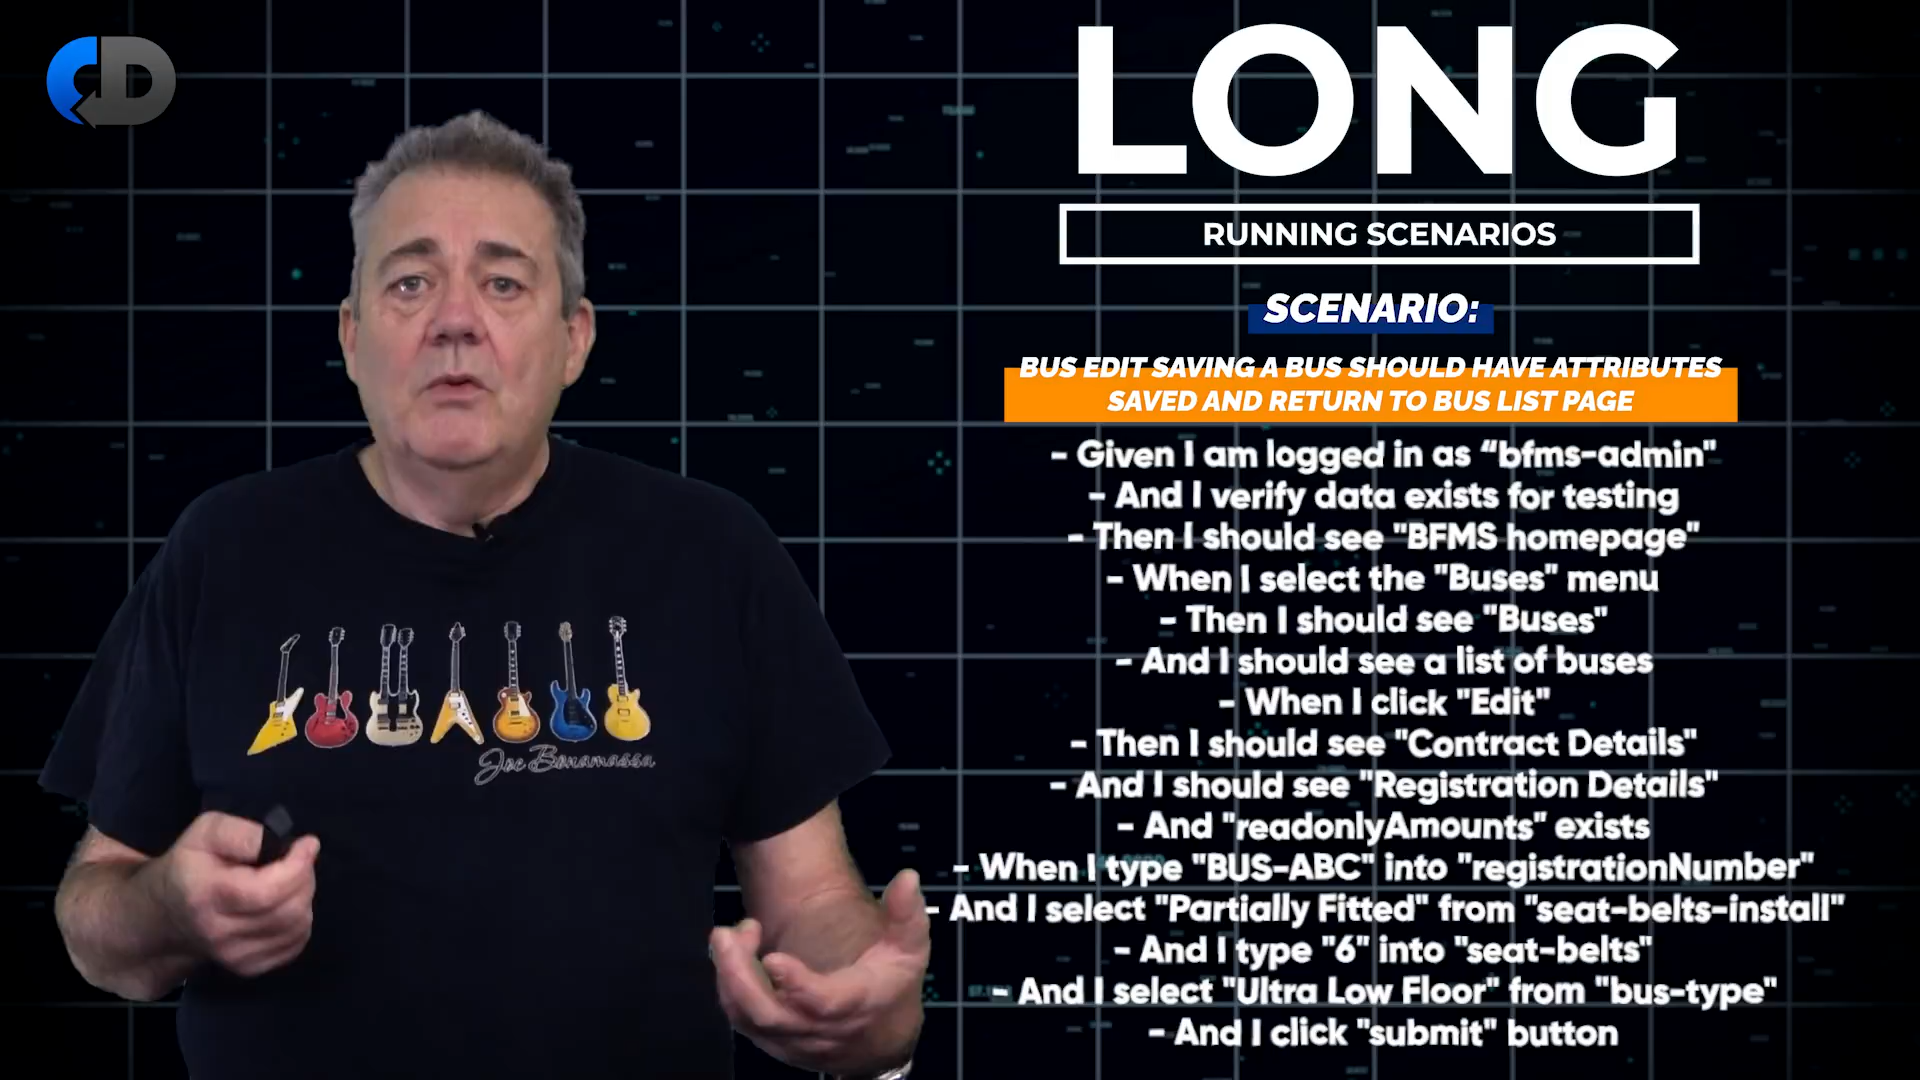 CD
LONG
RUNNING SCENARIOS
SCENARIO:
BUS EDIT SAVING A BUS SHOULD HAVE ATTRIBUTES
SAVED AND RETURN TO BUS LIST PAGE
- Given I am logged in as “bfms-admin"
- And I verify data exists for testing
- Then I should see "BFMS homepage"
- When I select the "Buses" menu
- Then I should see "Buses"
- And I should see a list of buses
- When I click "Edit"
- Then I should see "Contract Details"
- And I should see "Registration Details"
- And "readonlyAmounts" exists
- When I type "BUS-ABC" into "registrationNumber"
- And I select "Partially Fitted" from "seat-belts-install"
- And I type "6" into "seat-belts"
- And I select "Ultra Low Floor" from "bus-type"
- And I click "submit" button
Joe Bonamassa